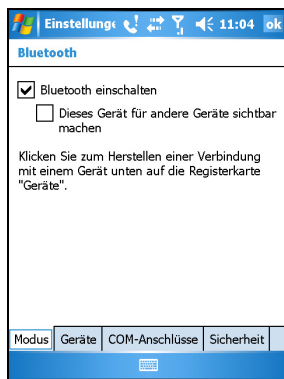 Einstellunge 11:04 ok
Bluetooth
Bluetooth einschalten
Dieses Gerät für andere Geräte sichtbar
machen
Klicken Sie zum Herstellen einer Verbindung
mit einem Gerät unten auf die Registerkarte
"Geräte".
Modus Geräte COM-Anschlüsse Sicherheit